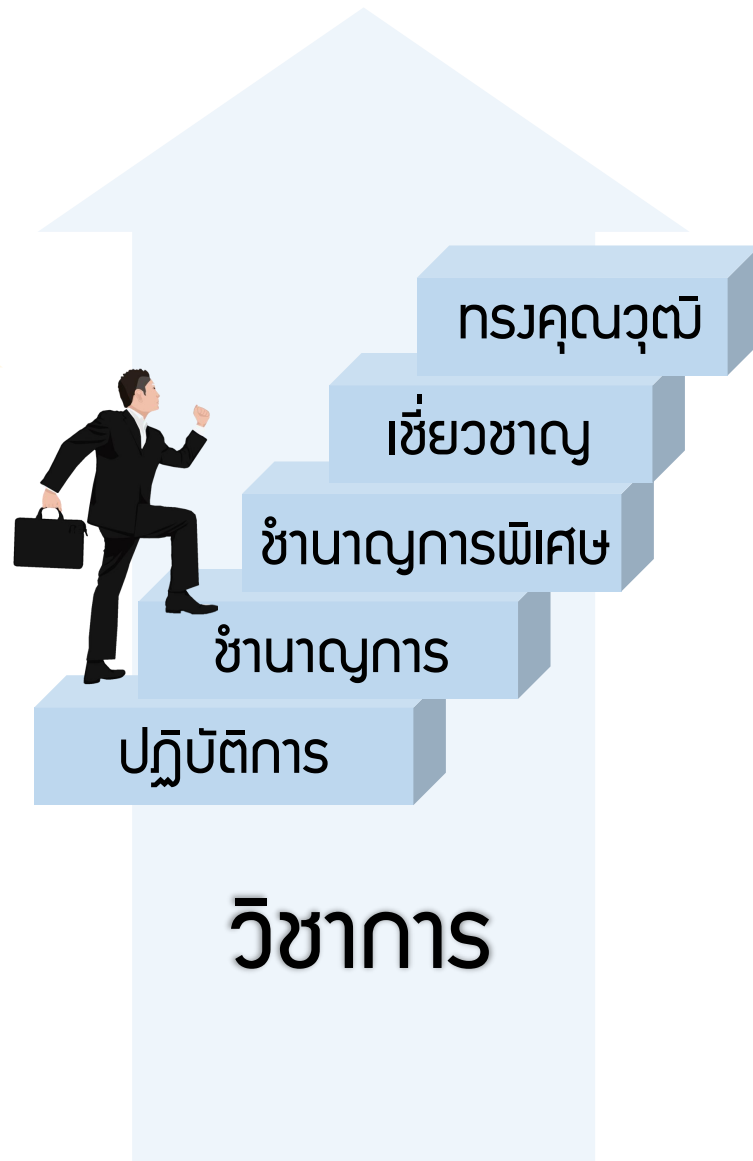 ทรงคุณวุฒิ
เชี่ยวชาญ
ชำนาญการพิเศษ
ชำนาญการ
ปฏิบัติการ
วิชาการ